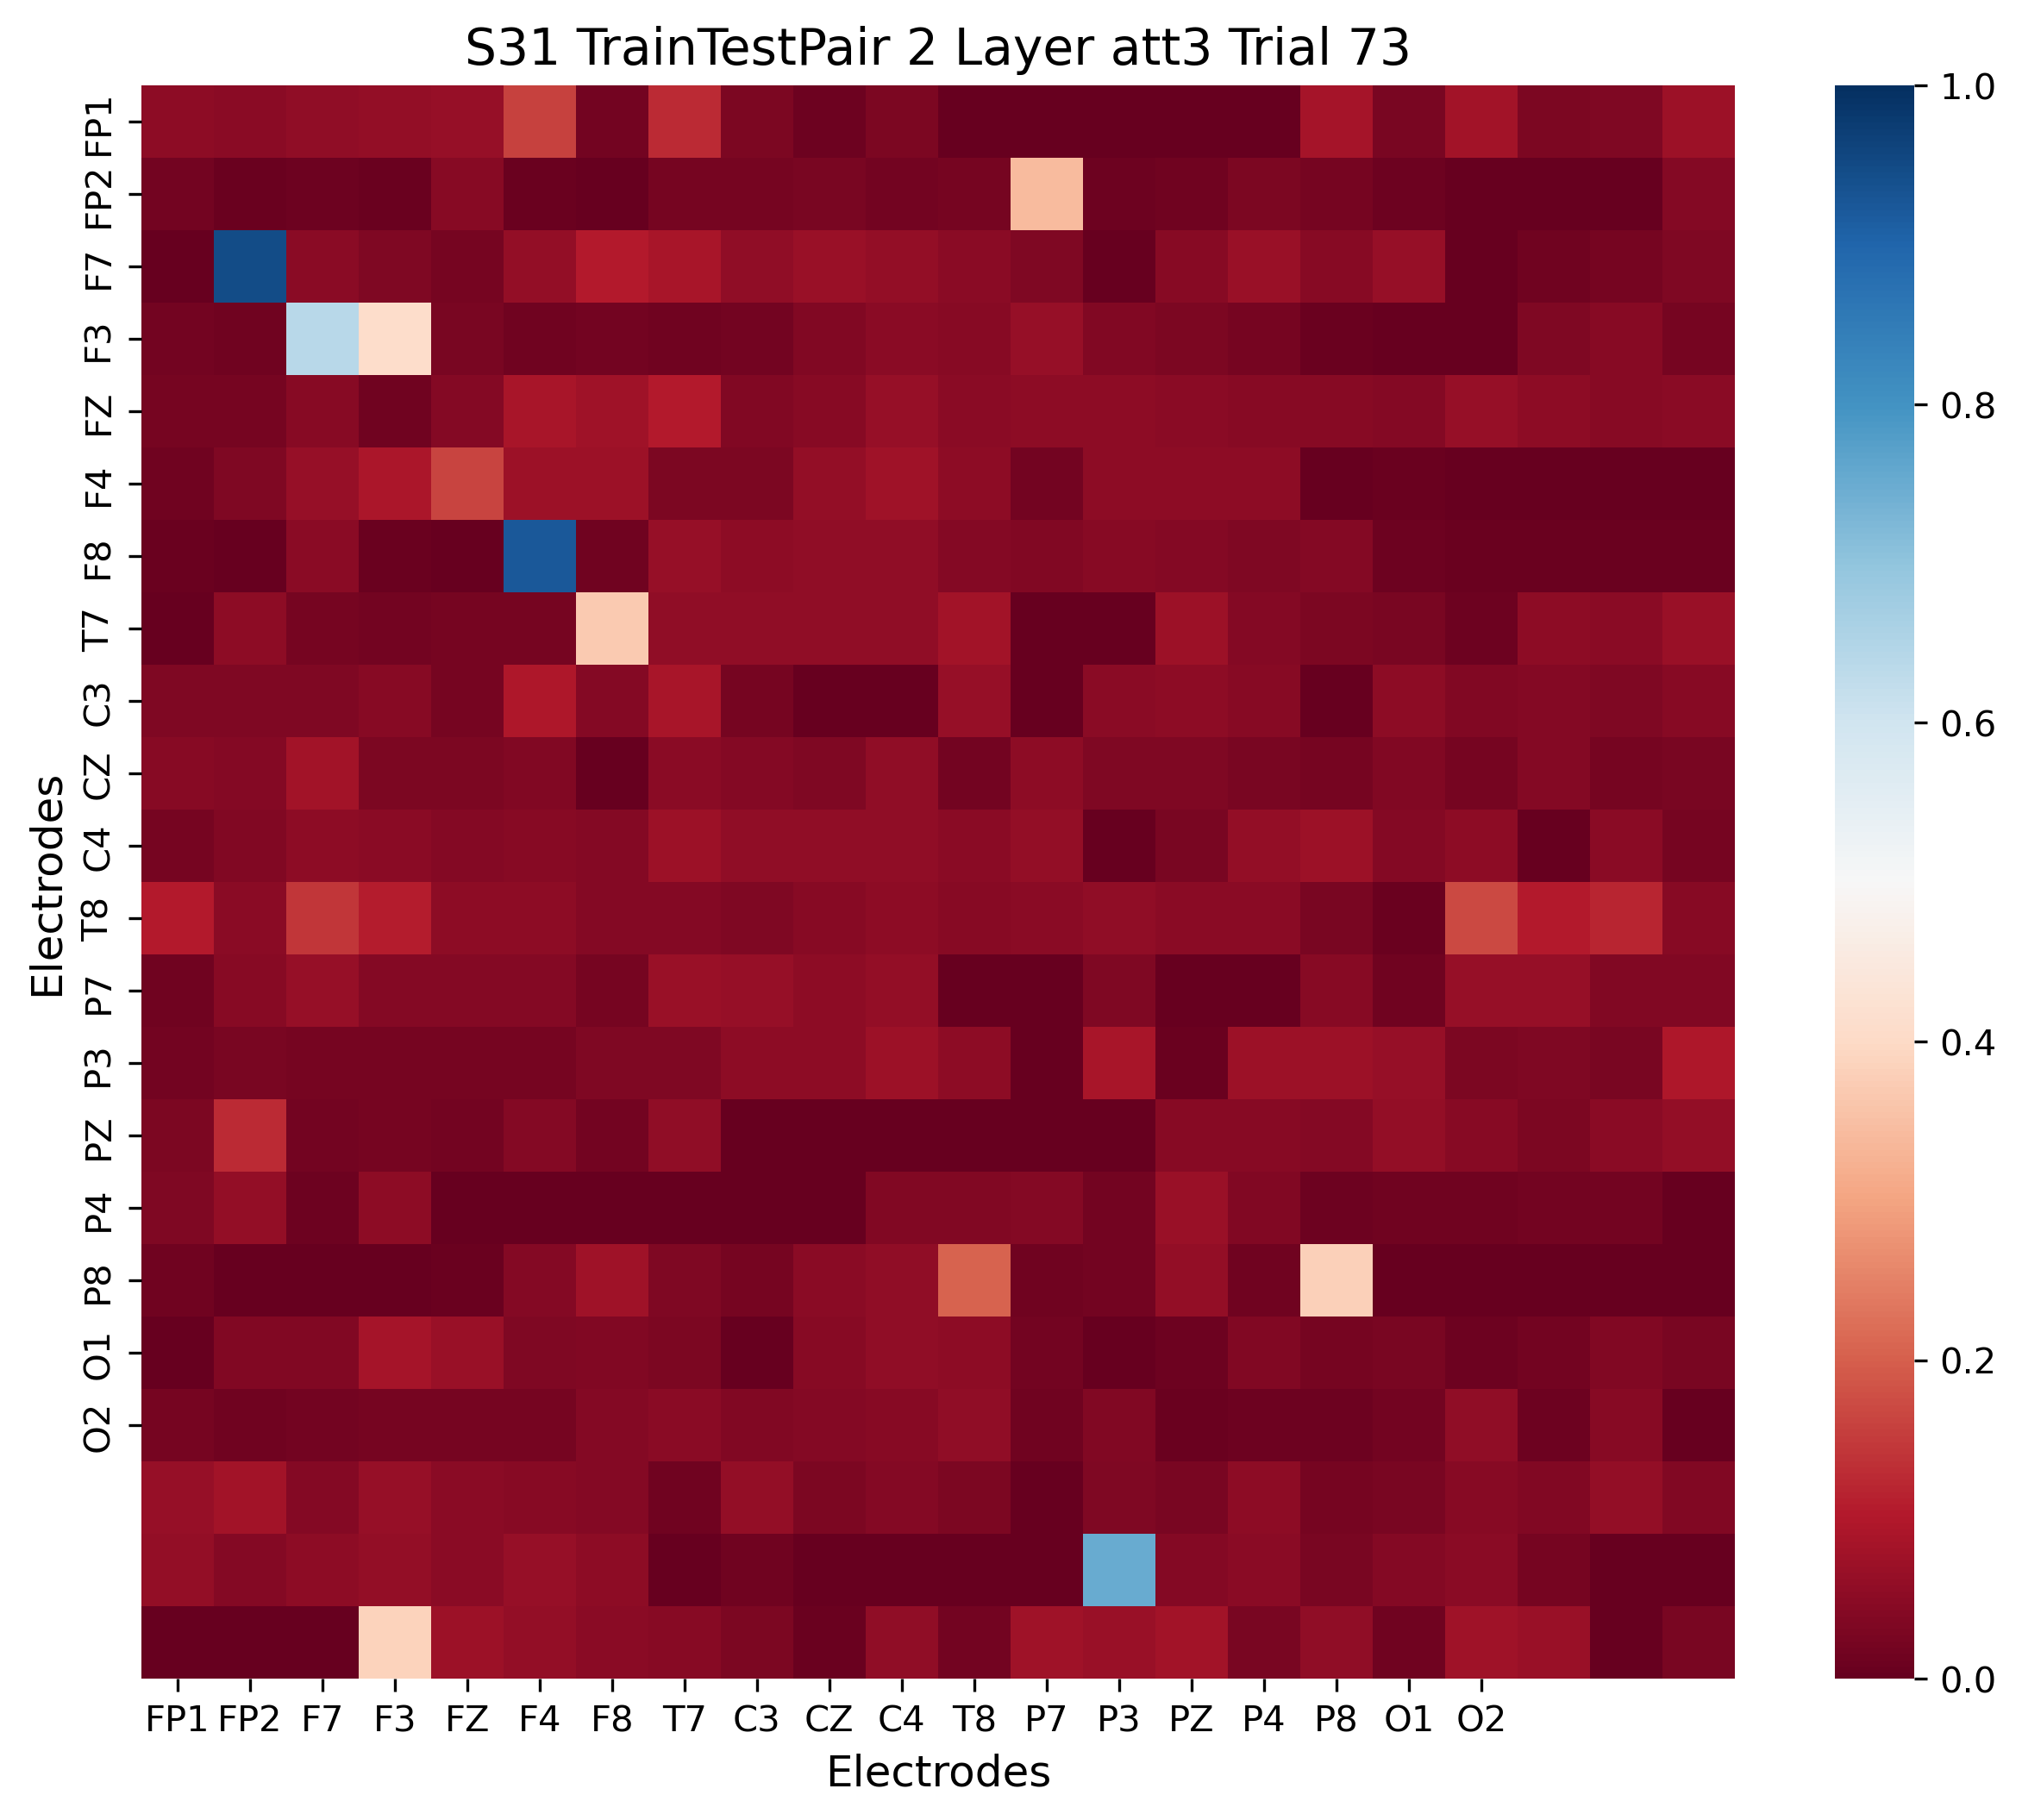 S31 TrainTestPair 2 Layer att3 Trial 73
Electrodes
FP1
FP2
F7
F3
FZ
F4
F8
T7
C3
CZ
C4
T8
P7
P3
PZ
P4
P8
O1
O2
FP1 FP2 F7 F3 FZ F4 F8 T7 C3 CZ C4 T8 P7 P3 PZ P4 P8 O1 O2
Electrodes
1.0
0.8
0.6
0.4
0.2
0.0